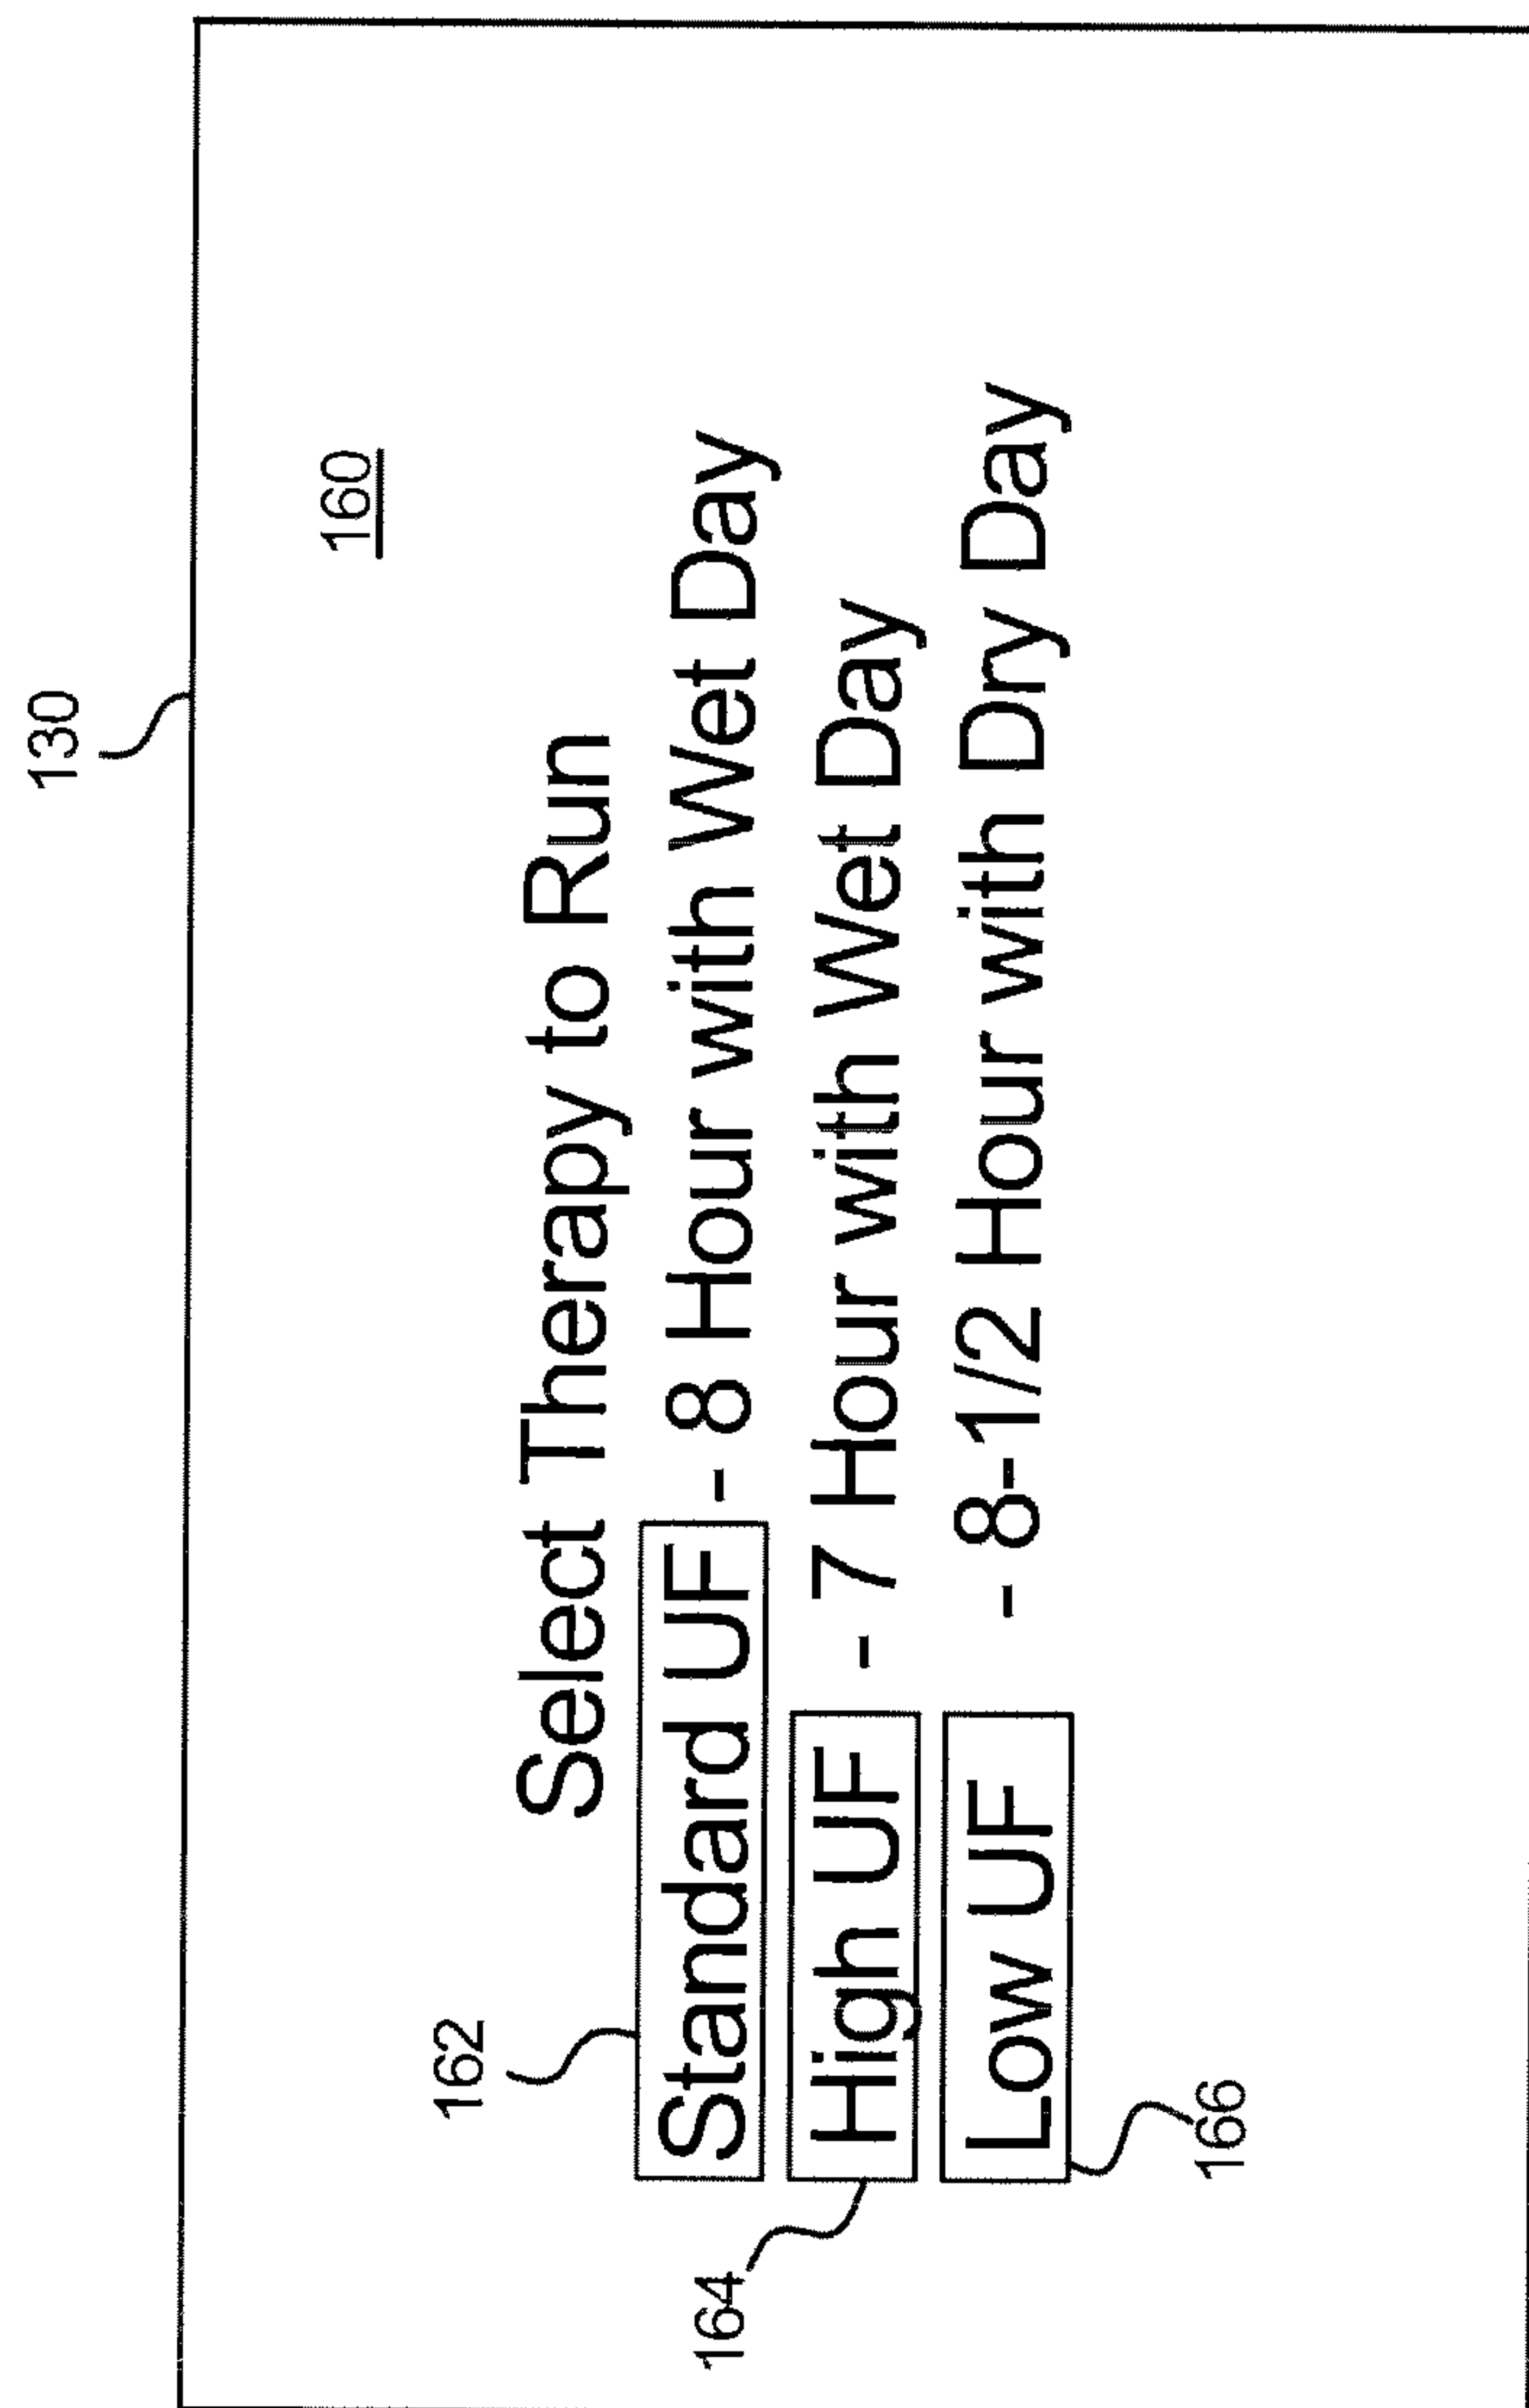 130
160
Select Therapy to Run
162
Standard UF - 8 Hour with Wet Day
164
High UF - 7 Hour with Wet Day
Low UF - 8-1/2 Hour with Dry Day
166